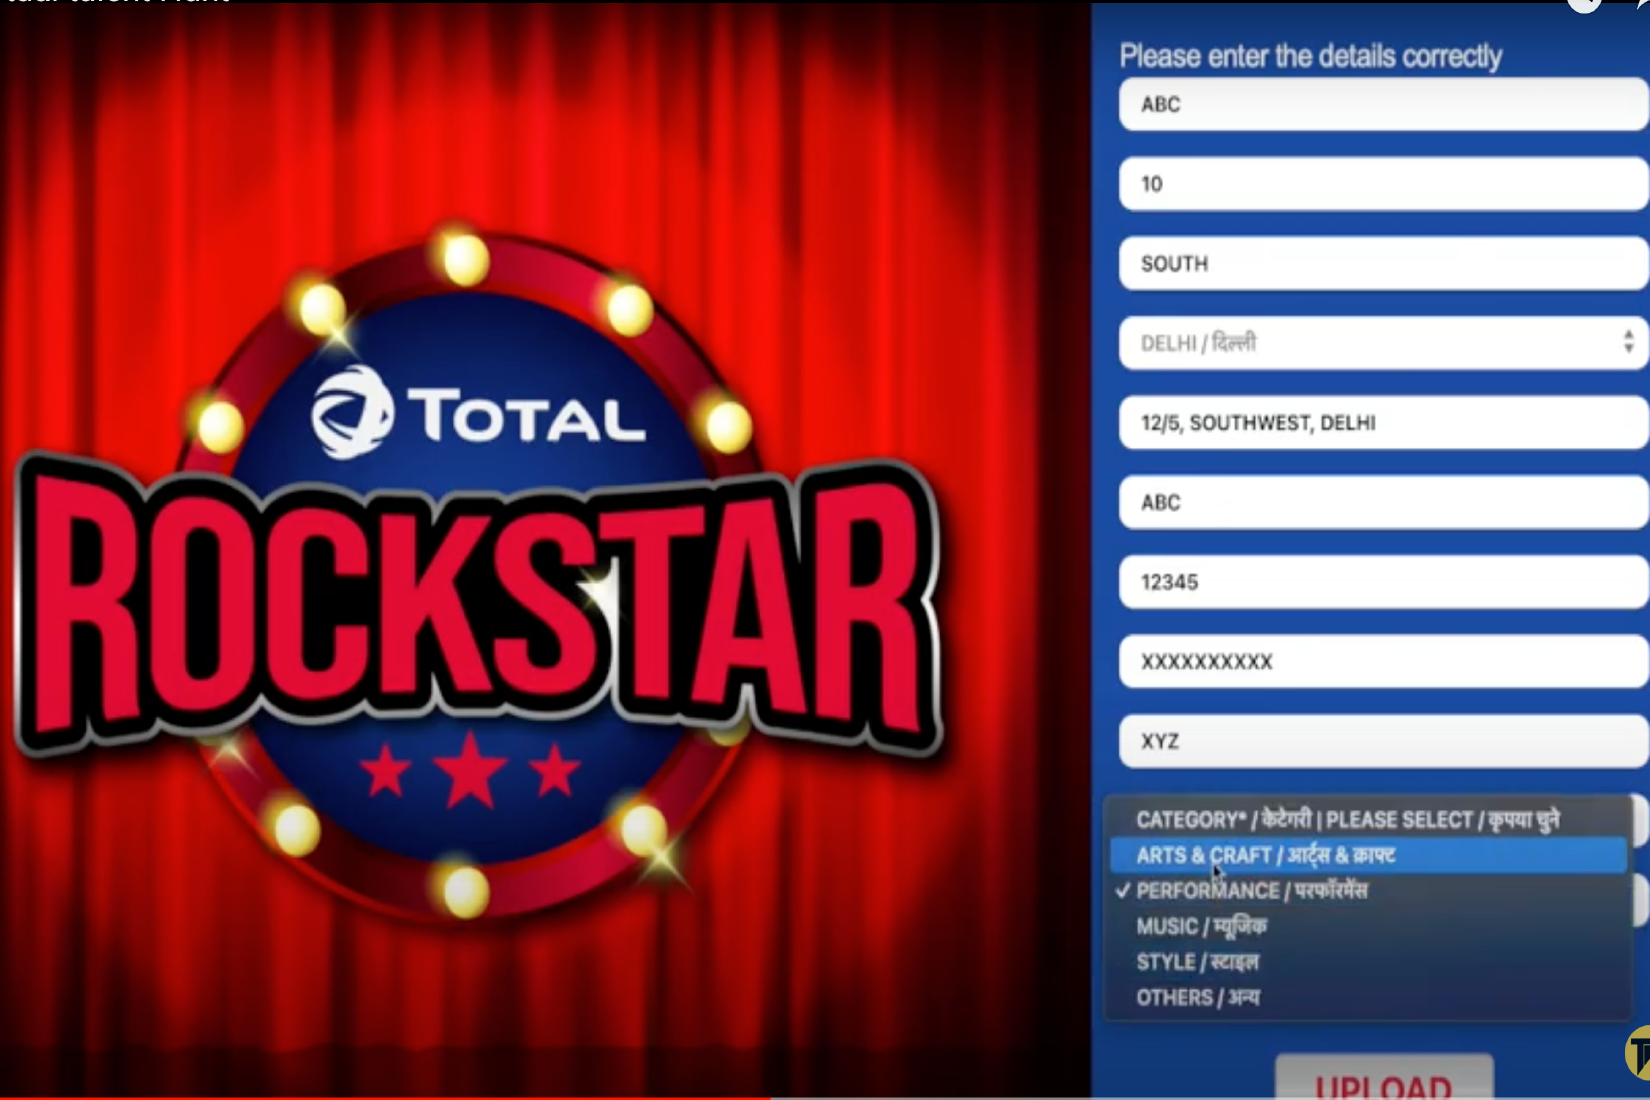 Please enter the details correctly
ABC
10
SOUTH
DELHI / दिल्ली
12/5, SOUTHWEST, DELHI
ABC
12345
XXXXXXXXXX
XYZ
CATEGORY* / केटेगरी | PLEASE SELECT / कृपया चुने
ARTS & CRAFT / आर्ट्स & क्राफ्ट
✓ PERFORMANCE / परफॉरमेंस
MUSIC / म्यूजिक
STYLE / स्टाइल
OTHERS / अन्य
UPLOAD
TOTAL
ROCKSTAR